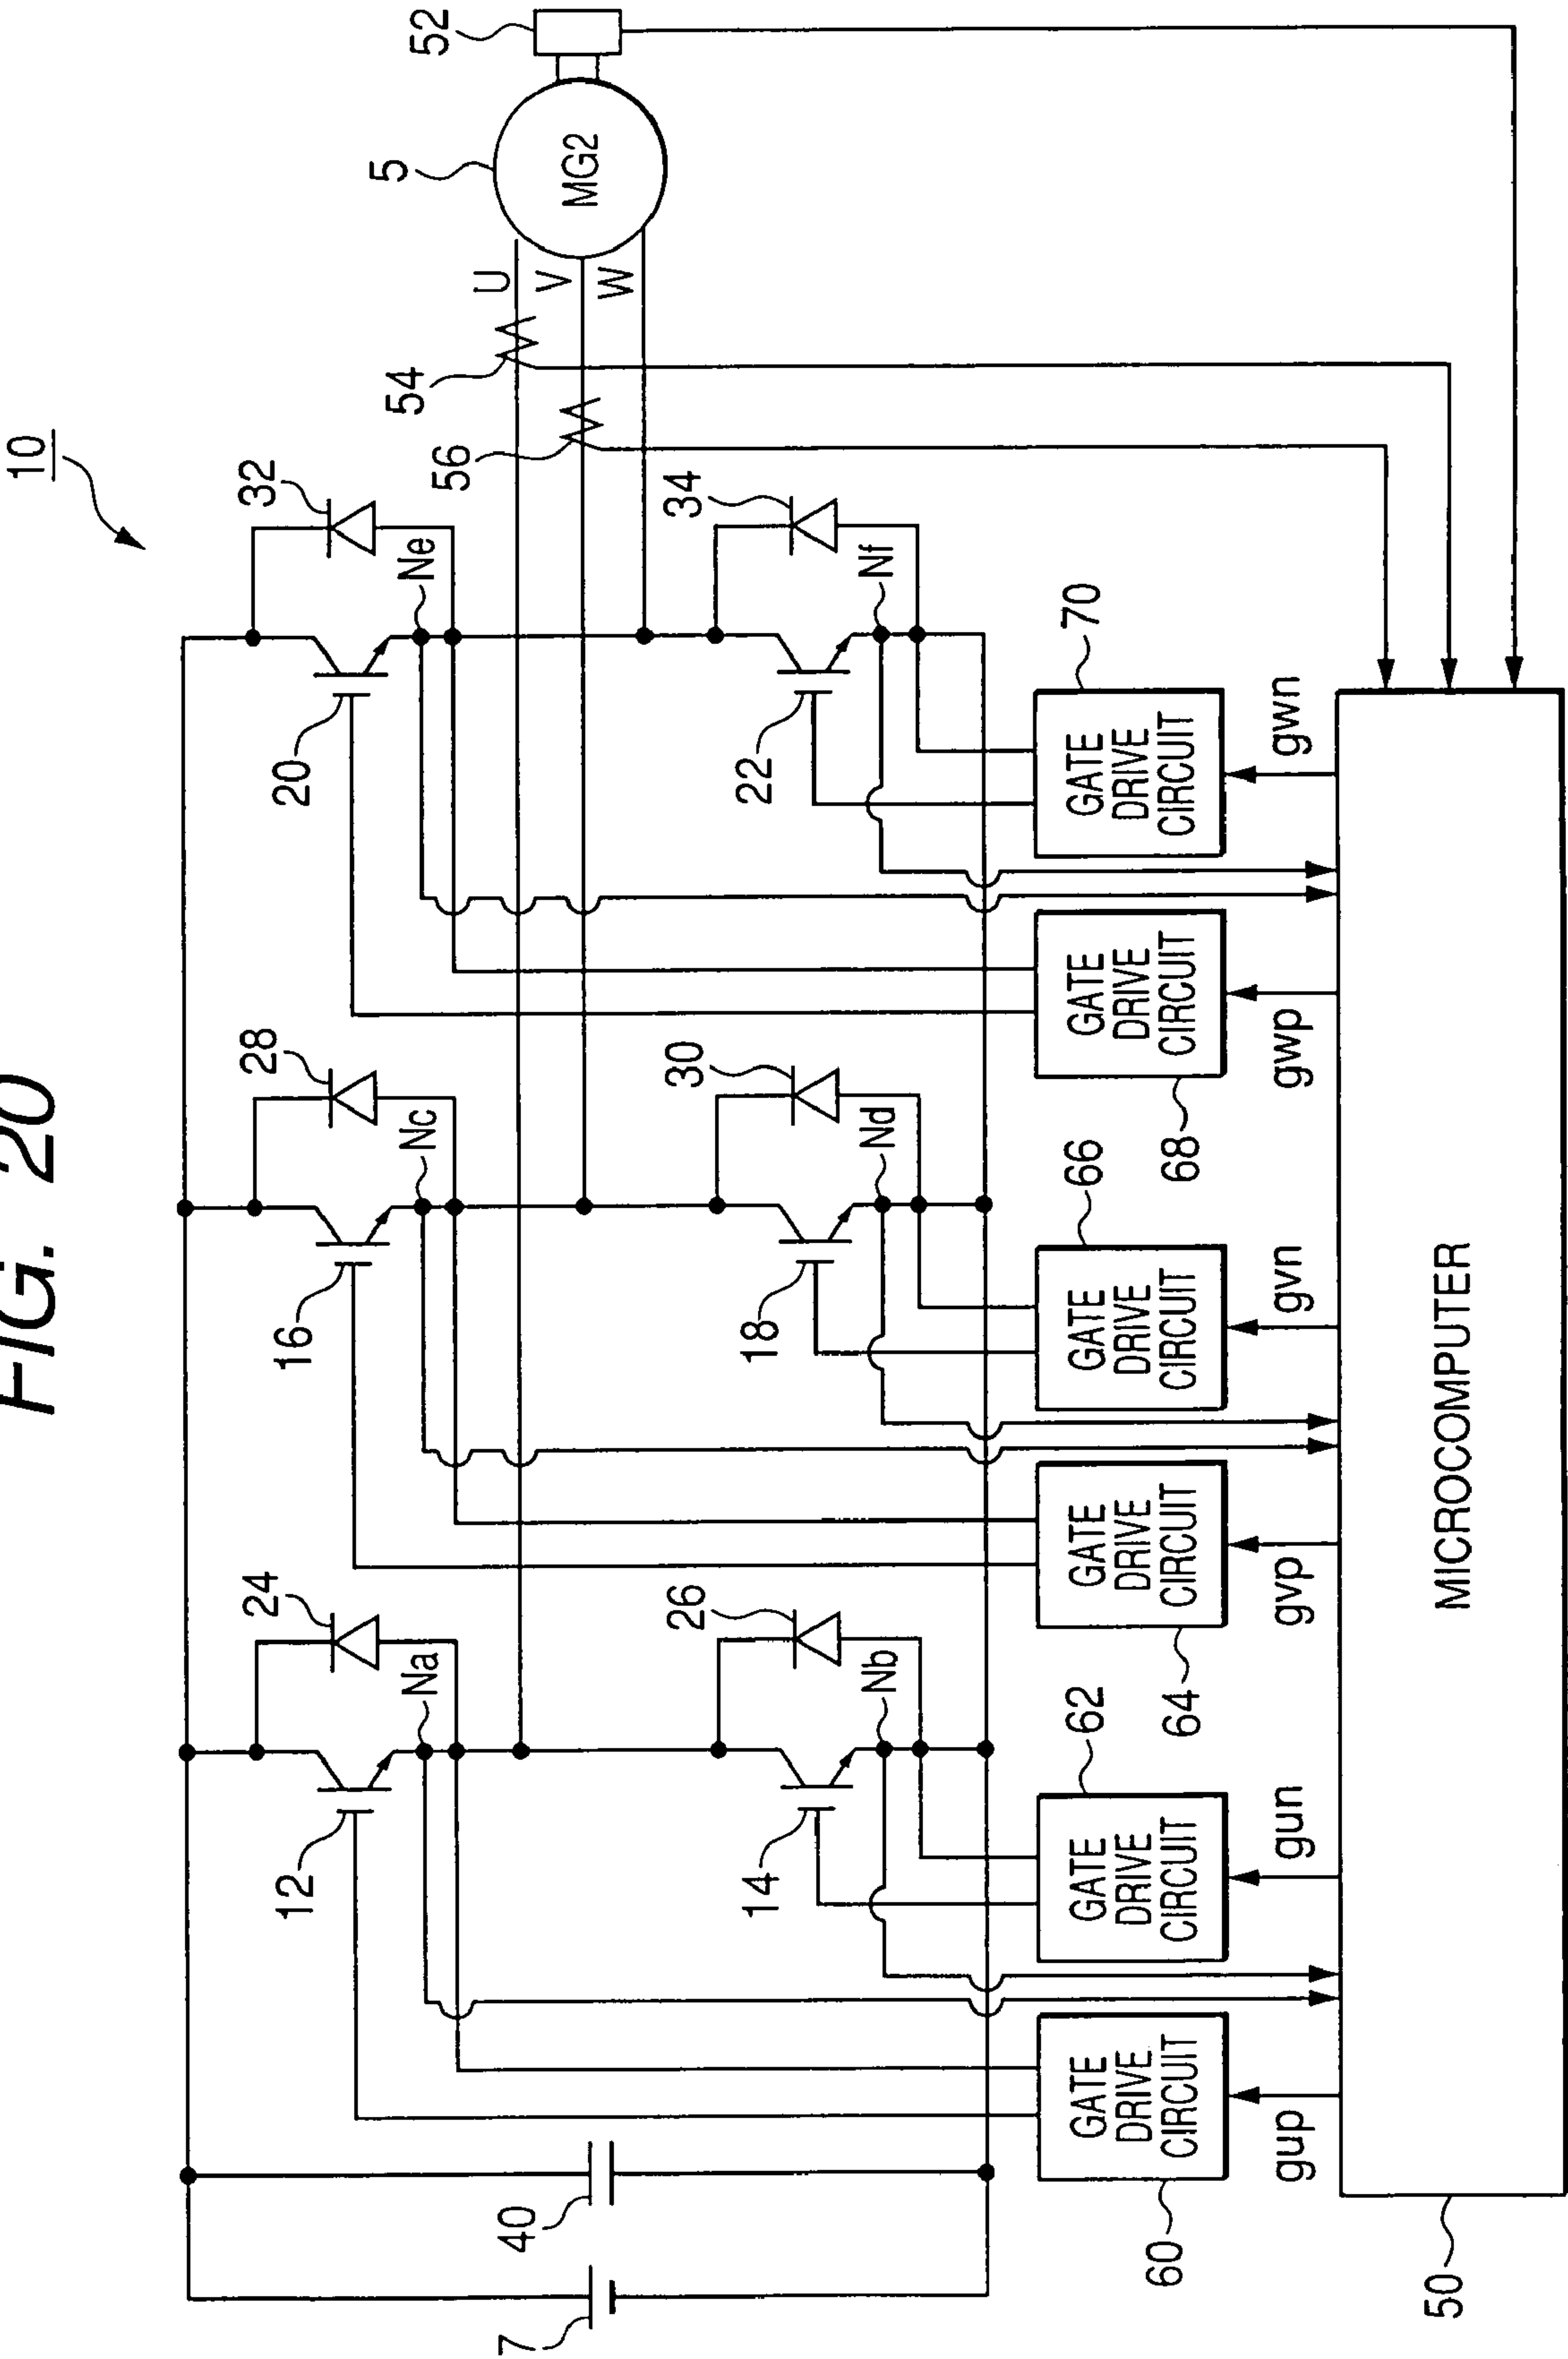 FIG. 20
10
24
28
32
12
Na
16
Nc
20
Ne
7
40
54
56
U
V
W
5
MG2
52
26
30
34
14
Nb
18
Nd
22
Nf
60
GATE
DRIVE
CIRCUIT
62
GATE
DRIVE
CIRCUIT
64
GATE
DRIVE
CIRCUIT
66
GATE
DRIVE
CIRCUIT
68
GATE
DRIVE
CIRCUIT
70
GATE
DRIVE
CIRCUIT
gup
gun
gvp
gvn
gwp
gwn
50
MICROCOMPUTER